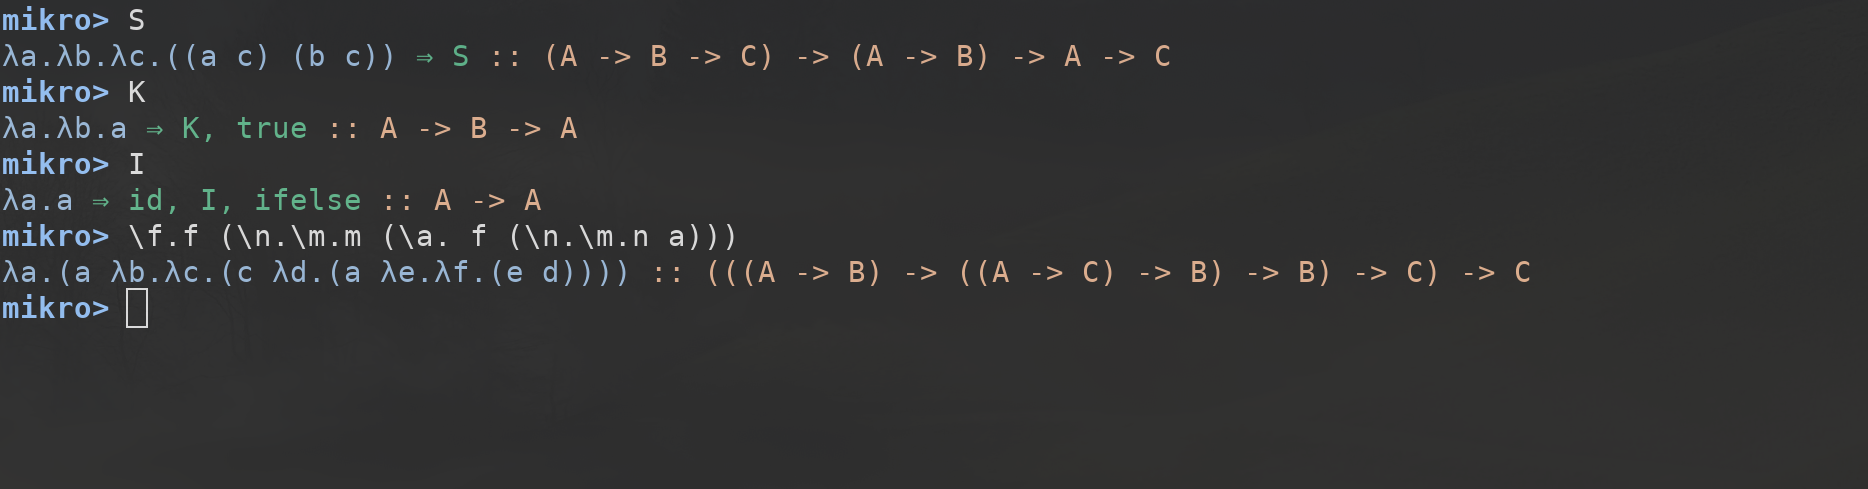 mikro> S
λa.λb.λc.((a c) (b c)) ⇒ S :: (A -> B -> C) -> (A -> B) -> A -> C
mikro> K
λa.λb.a ⇒ K, true :: A -> B -> A
mikro> I
λa.a ⇒ id, I, ifelse :: A -> A
mikro> \f.f (\n.\m.m (\a. f (\n.\m.n a)))
λa.(a λb.λc.(c λd.(a λe.λf.(e d)))) :: (((A -> B) -> ((A -> C) -> B) -> B) -> C) -> C
mikro>